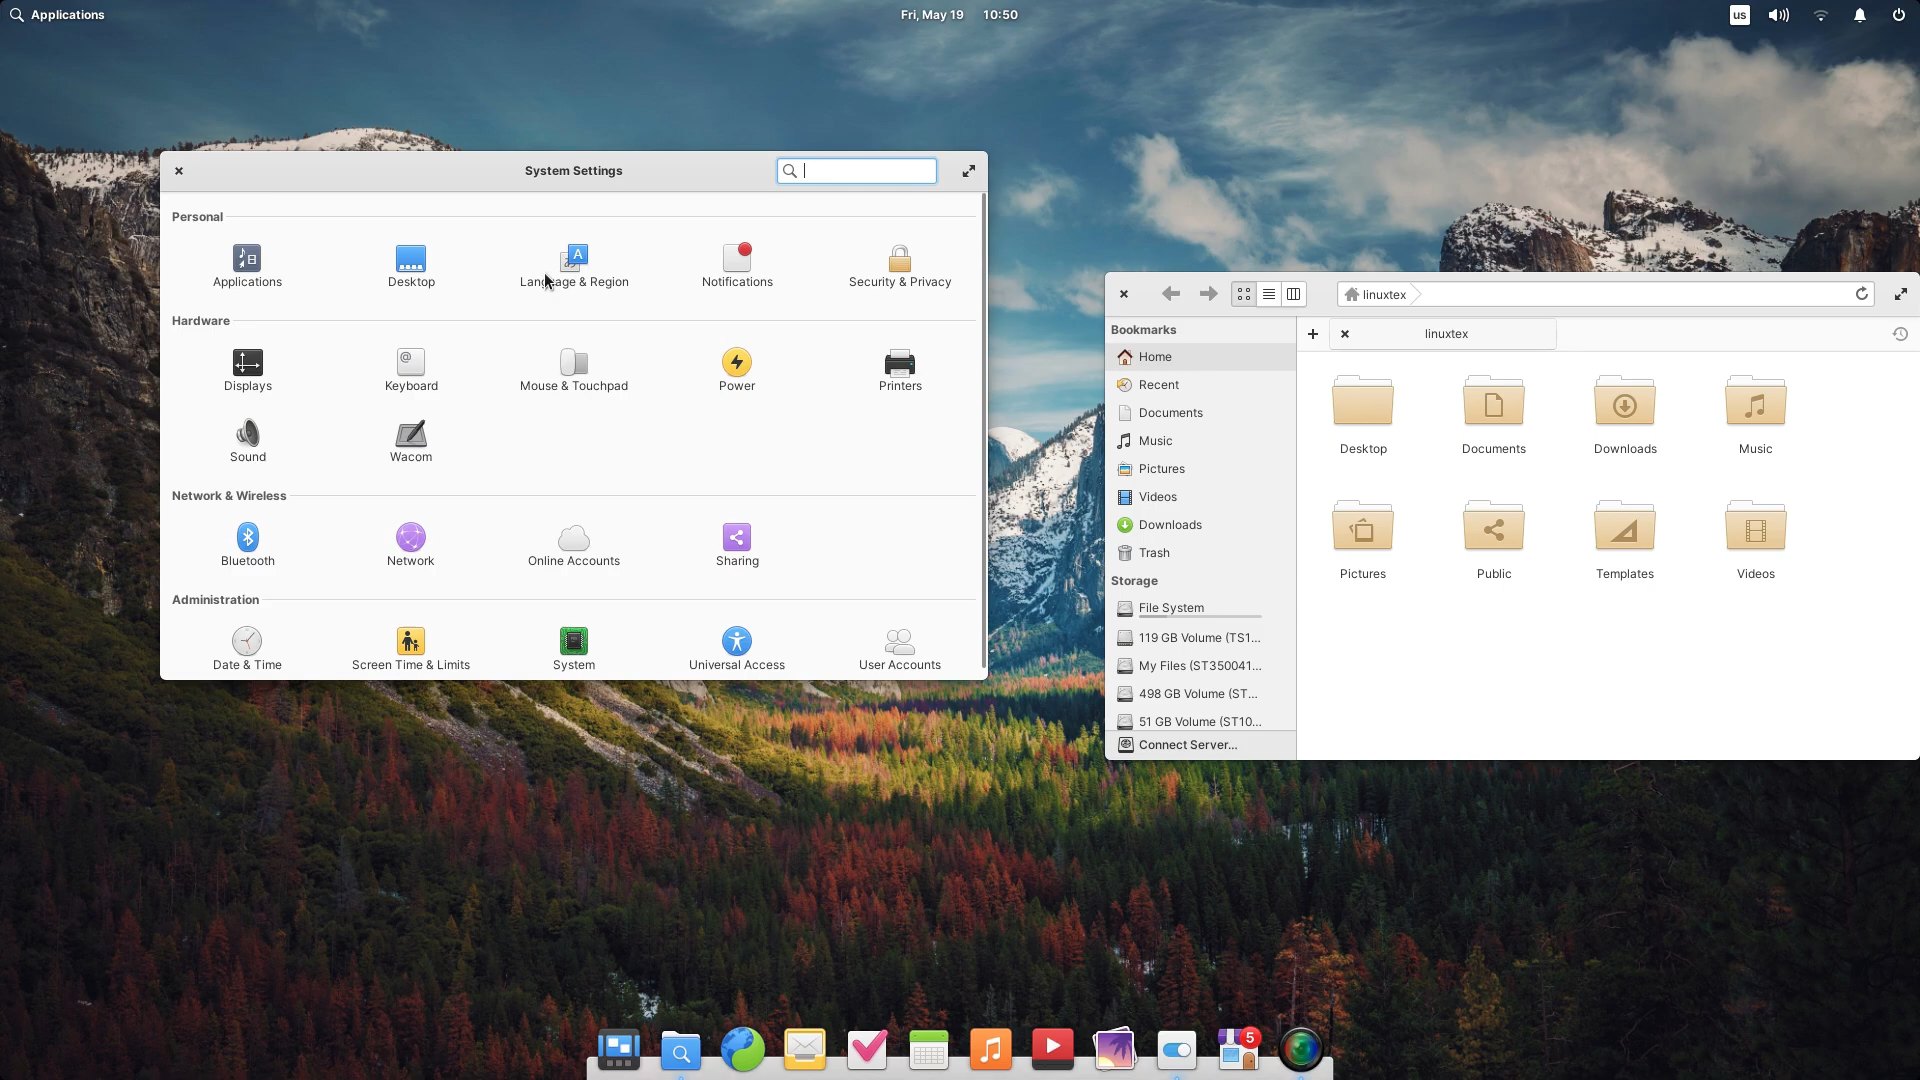 Applications
Fri, May 19 10:50
us
System Settings
Personal
Applications
Desktop
Language & Region
Notifications
Security & Privacy
Hardware
Displays
Keyboard
Mouse & Touchpad
Power
Printers
Sound
Wacom
Network & Wireless
Bluetooth
Network
Online Accounts
Sharing
Administration
Date & Time
Screen Time & Limits
System
Universal Access
User Accounts
linuxtex
Bookmarks
Home
Recent
Documents
Music
Pictures
Videos
Downloads
Trash
Storage
File System
119 GB Volume (TS1...
My Files (ST350041...
498 GB Volume (ST...
51 GB Volume (ST10...
Connect Server...
linuxtex
Desktop
Documents
Downloads
Music
Pictures
Public
Templates
Videos
5